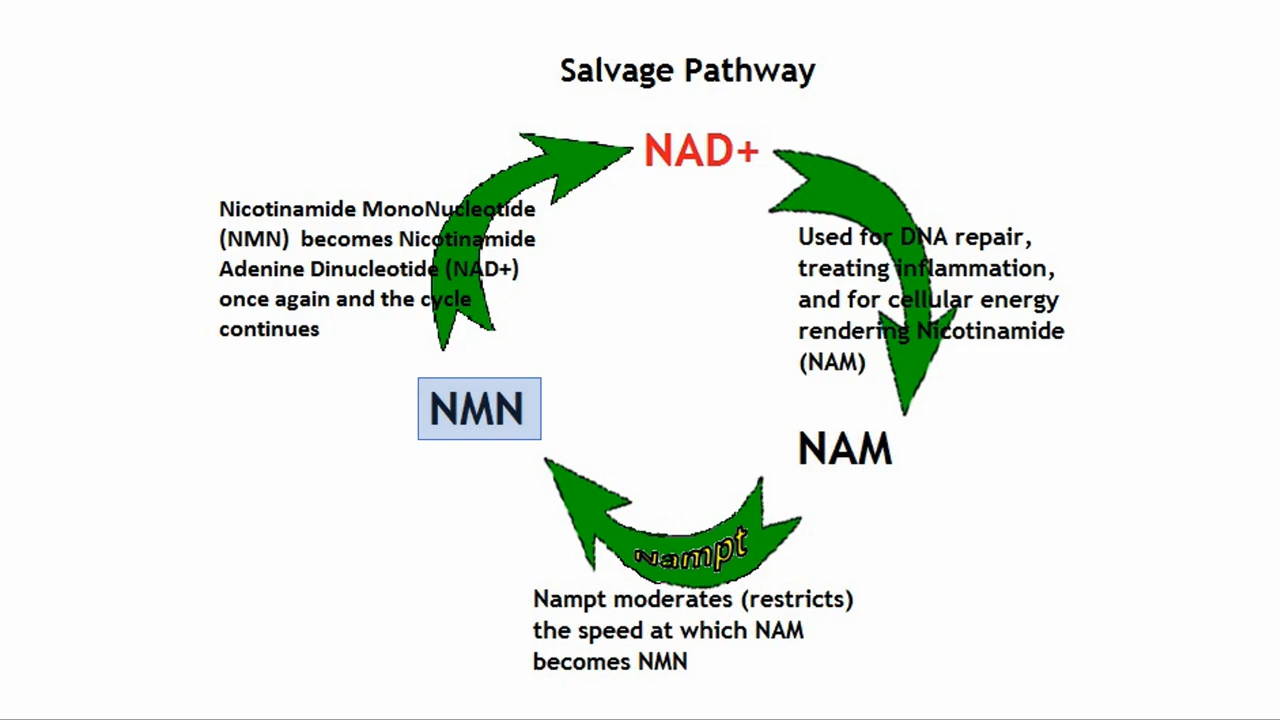 Salvage Pathway
NAD+
Nicotinamide MonoNucleotide
(NMN)  becomes Nicotinamide
Adenine Dinucleotide (NAD+)
once again and the cycle
continues
Used for DNA repair,
treating inflammation,
and for cellular energy
rendering Nicotinamide
(NAM)
NMN
NAM
Nampt
Nampt moderates (restricts)
the speed at which NAM
becomes NMN